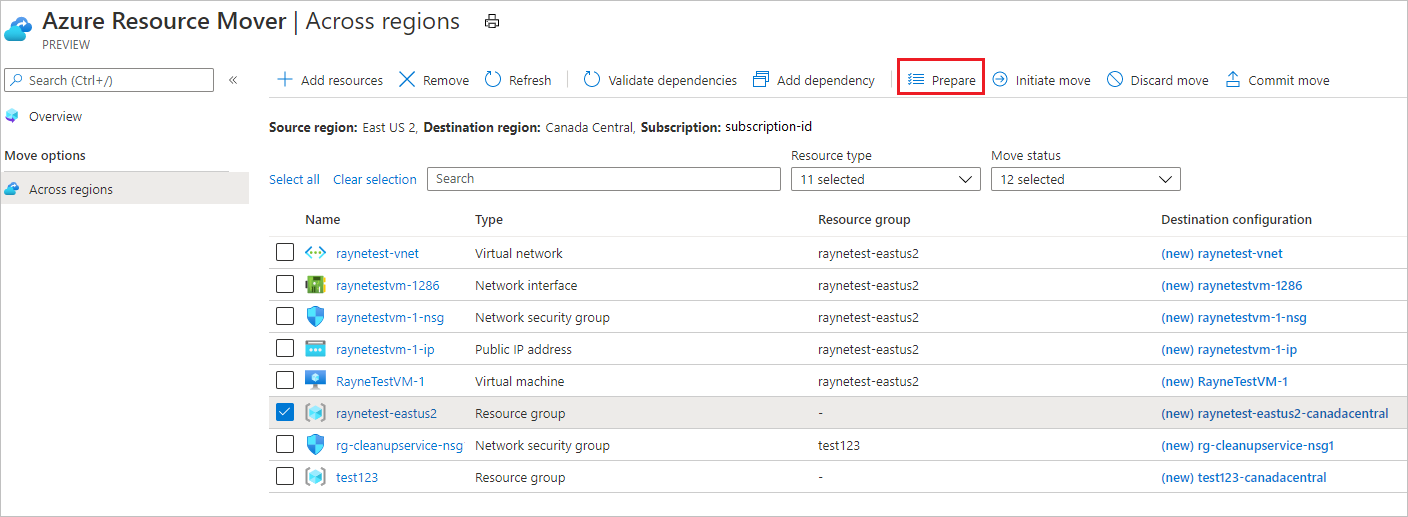 Azure Resource Mover | Across regions
PREVIEW
Search (Ctrl+/)
«
Overview
Move options
Across regions
Add resources Remove Refresh Validate dependencies Add dependency Prepare Initiate move Discard move Commit move
Source region: East US 2, Destination region: Canada Central, Subscription: subscription-id
Resource type Move status
Select all Clear selection Search 11 selected 12 selected
Name Type Resource group Destination configuration
raynetest-vnet Virtual network raynetest-eastus2 (new) raynetest-vnet
raynetestvm-1286 Network interface raynetest-eastus2 (new) raynetestvm-1286
raynetestvm-1-nsg Network security group raynetest-eastus2 (new) raynetestvm-1-nsg
raynetestvm-1-ip Public IP address raynetest-eastus2 (new) raynetestvm-1-ip
RayneTestVM-1 Virtual machine raynetest-eastus2 (new) RayneTestVM-1
raynetest-eastus2 Resource group - (new) raynetest-eastus2-canadacentral
rg-cleanupservice-nsg Network security group test123 (new) rg-cleanupservice-nsg1
test123 Resource group - (new) test123-canadacentral